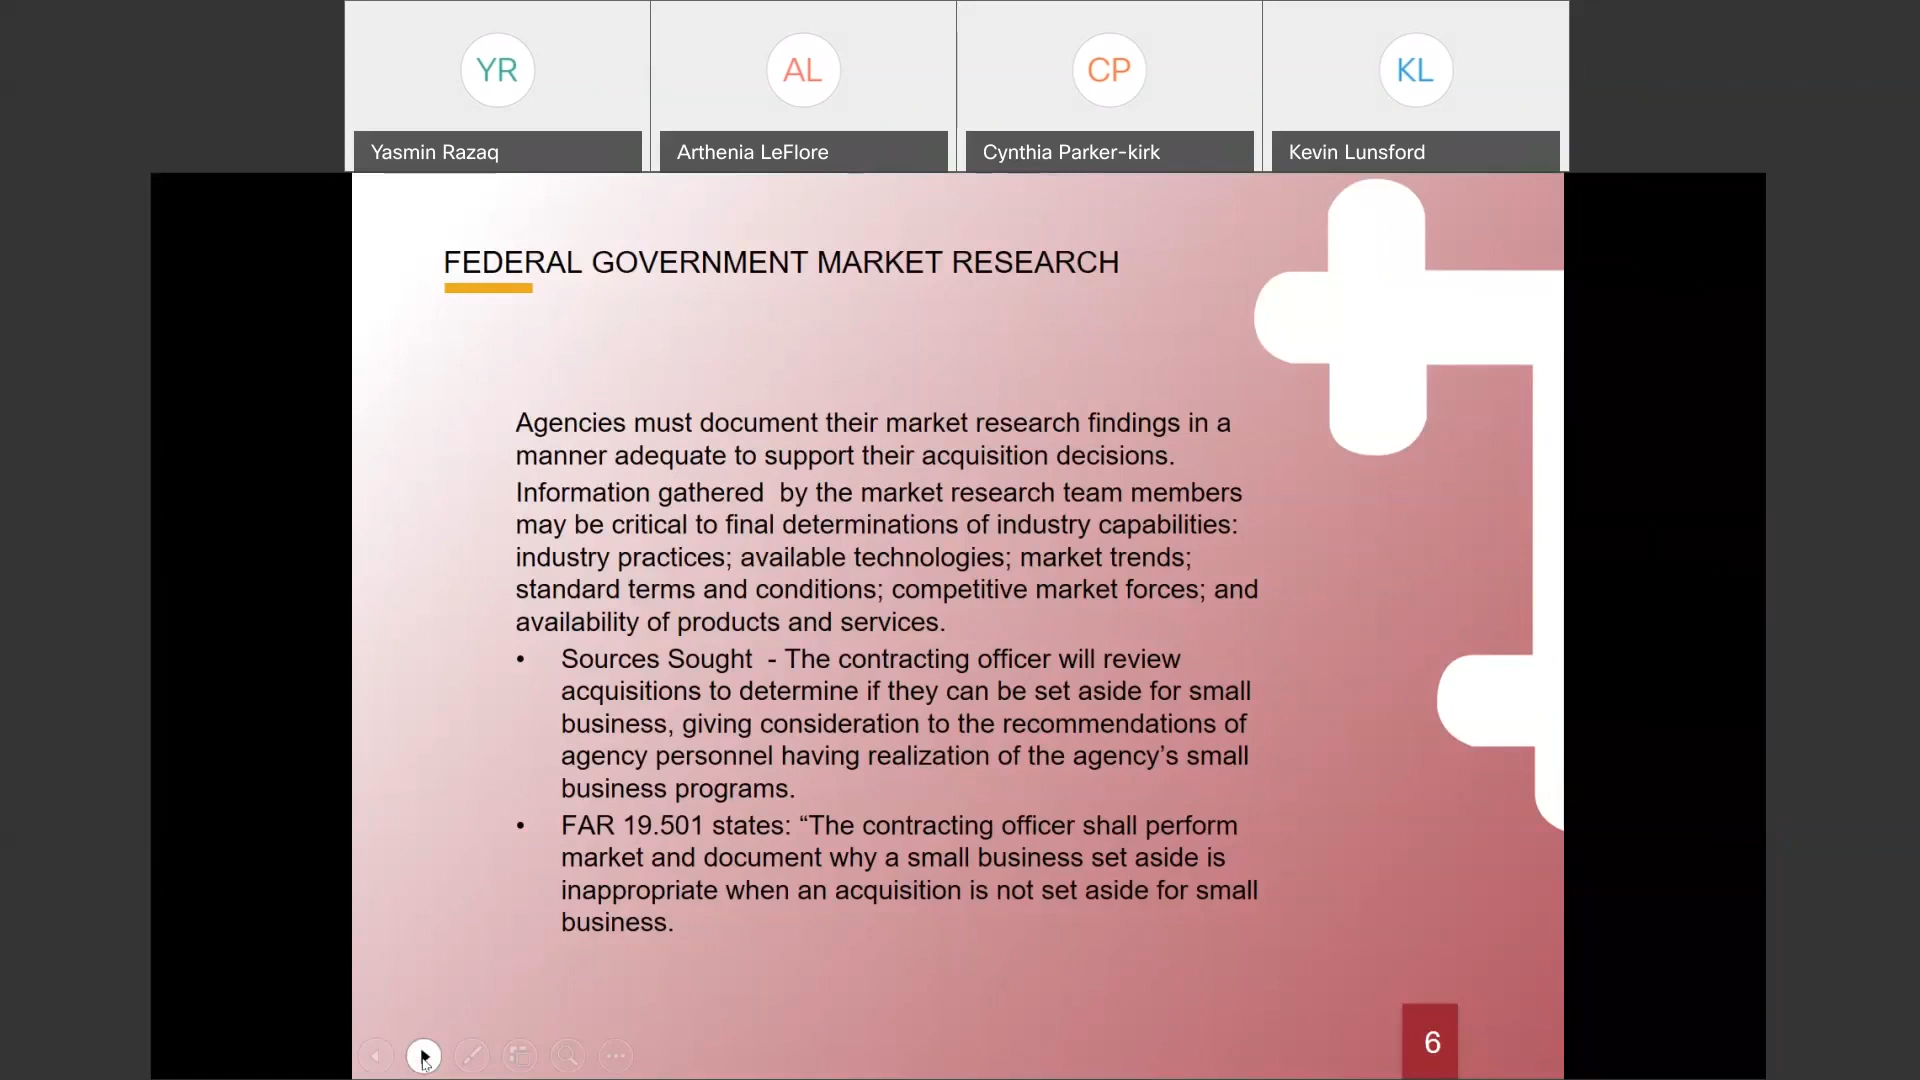 YR
AL
CP
KL
Yasmin Razaq
Arthenia LeFlore
Cynthia Parker-kirk
Kevin Lunsford
FEDERAL GOVERNMENT MARKET RESEARCH
Agencies must document their market research findings in a
manner adequate to support their acquisition decisions.
Information gathered  by the market research team members
may be critical to final determinations of industry capabilities:
industry practices; available technologies; market trends;
standard terms and conditions; competitive market forces; and
availability of products and services.
• Sources Sought  - The contracting officer will review
acquisitions to determine if they can be set aside for small
business, giving consideration to the recommendations of
agency personnel having realization of the agency’s small
business programs.
• FAR 19.501 states: “The contracting officer shall perform
market and document why a small business set aside is
inappropriate when an acquisition is not set aside for small
business.
6